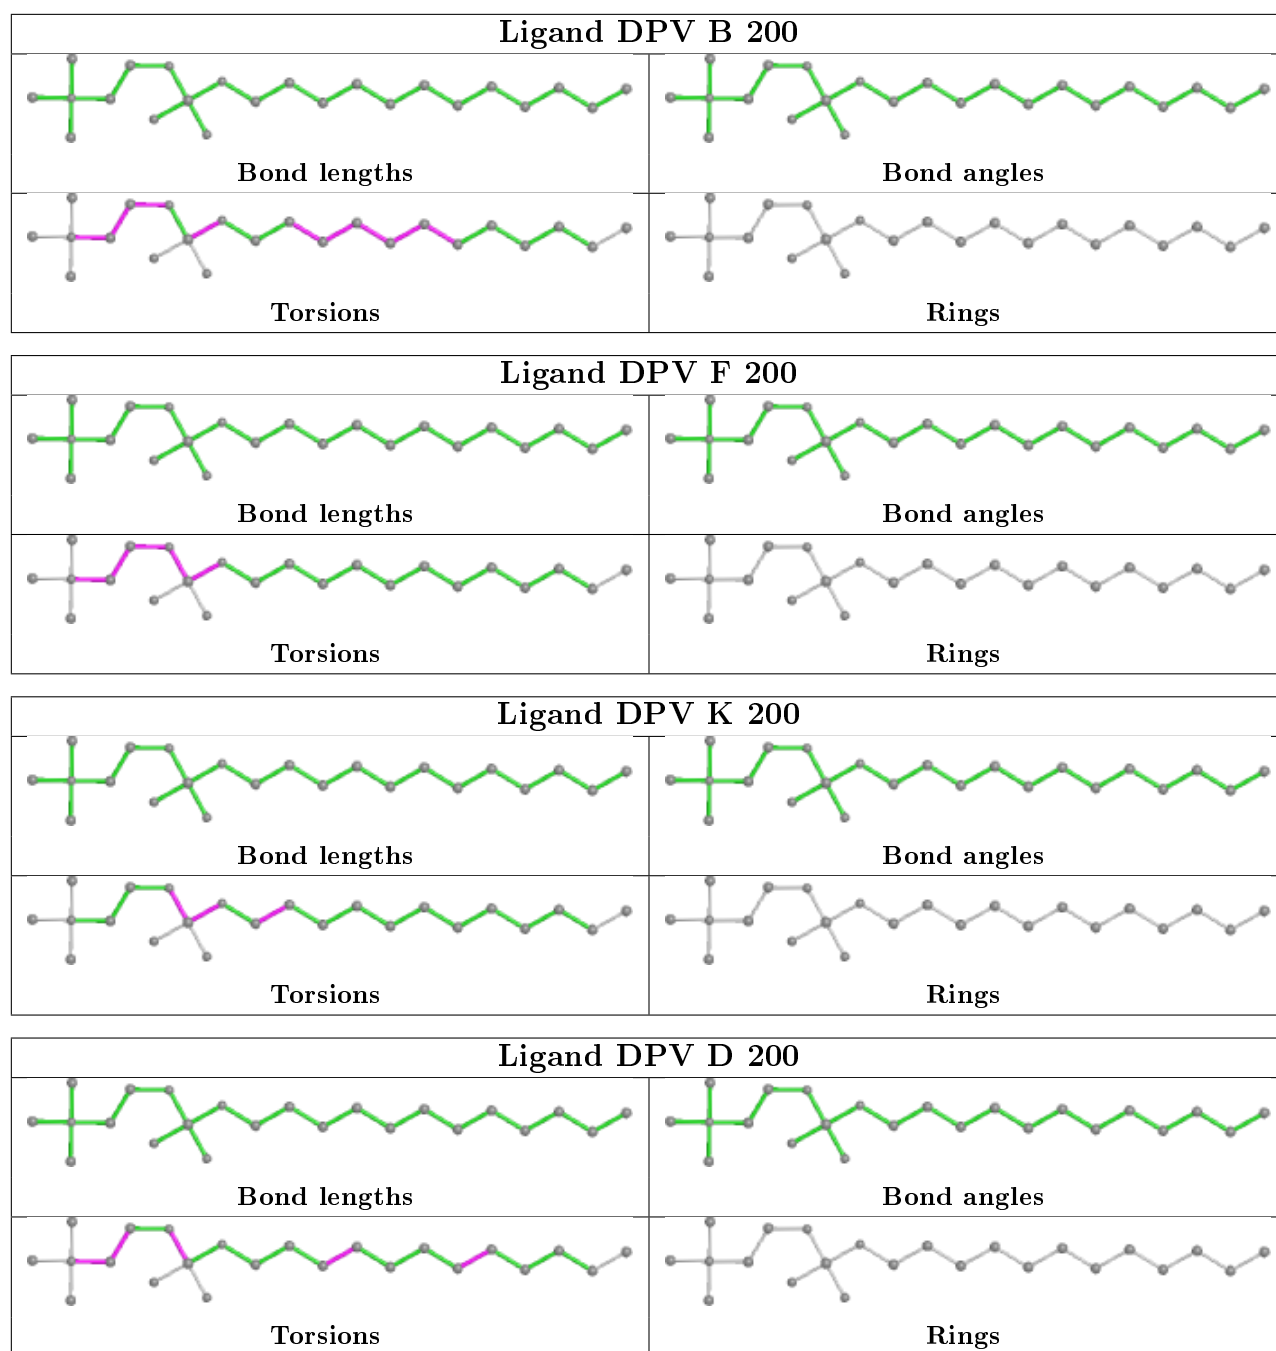 Ligand DPV B 200
Bond lengths
Bond angles
Torsions
Rings
Ligand DPV F 200
Bond lengths
Bond angles
Torsions
Rings
Ligand DPV K 200
Bond lengths
Bond angles
Torsions
Rings
Ligand DPV D 200
Bond lengths
Bond angles
Torsions
Rings